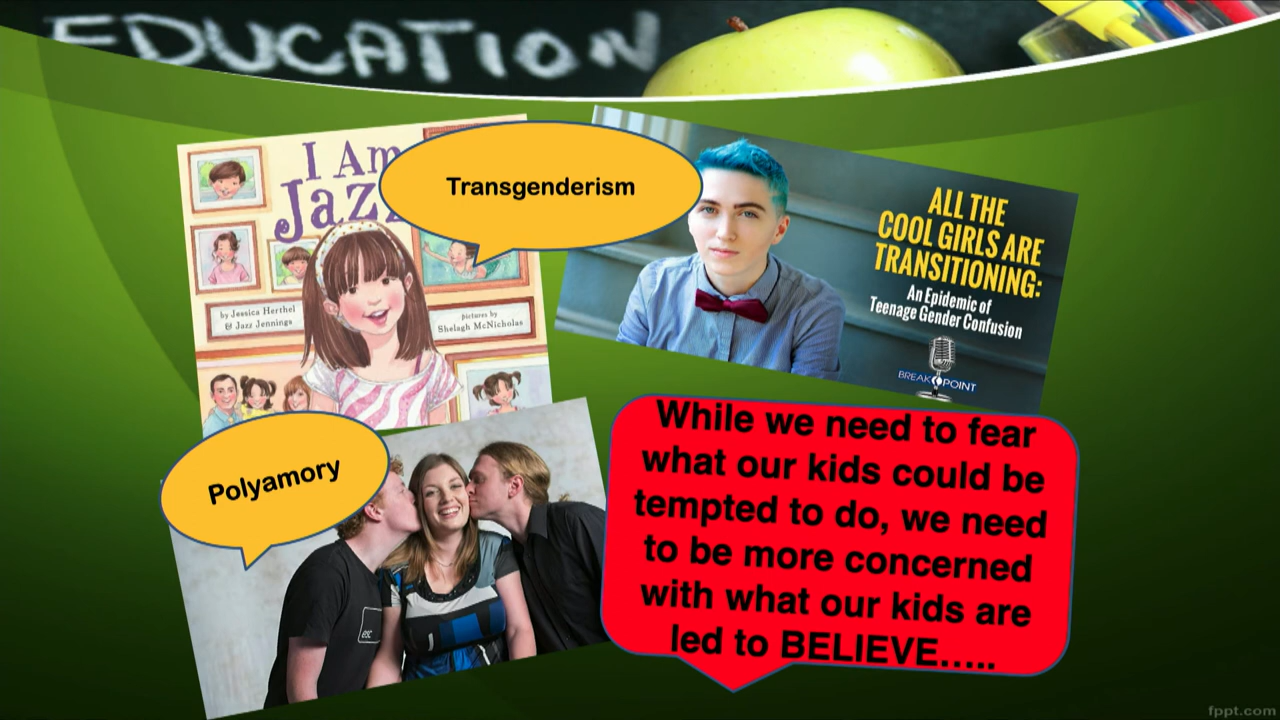 EDUCATION
I Am
Jazz
by Jessica Herthel
& Jazz Jennings
pictures by
Shelagh McNicholas
Transgenderism
ALL THE
COOL GIRLS ARE
TRANSITIONING:
An Epidemic of
Teenage Gender Confusion
BREAKPOINT
Polyamory
esc
While we need to fear
what our kids could be
tempted to do, we need
to be more concerned
with what our kids are
led to BELIEVE…..
fppt.com